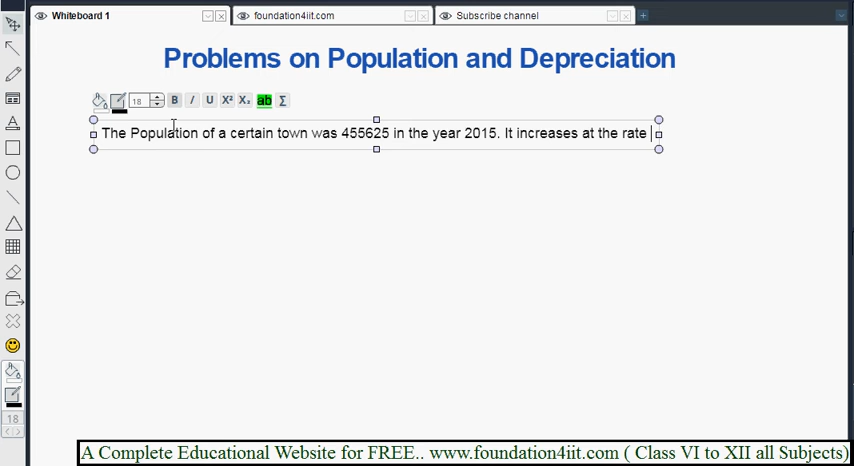 Whiteboard 1
foundation4iit.com
Subscribe channel
Problems on Population and Depreciation
18 B / U X² X₂ ab Σ
The Population of a certain town was 455625 in the year 2015. It increases at the rate
18
A Complete Educational Website for FREE.. www.foundation4iit.com ( Class VI to XII all Subjects)